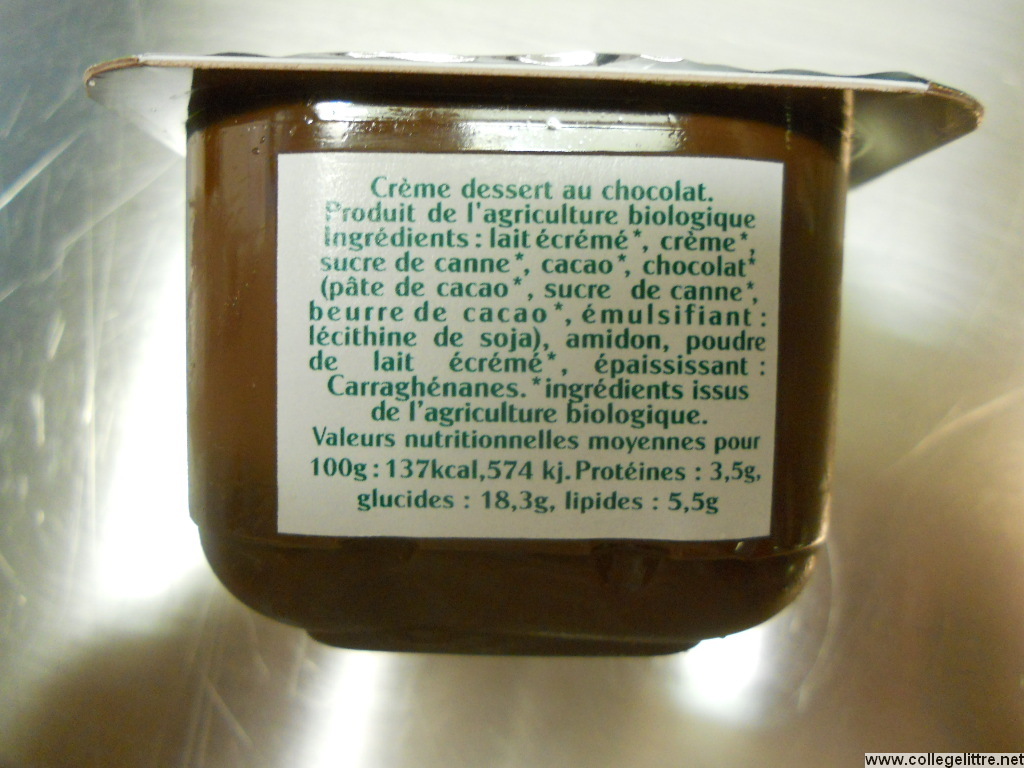 Crème dessert au chocolat.
Produit de l'agriculture biologique
Ingrédients : lait écrémé*, crème*,
sucre de canne*, cacao*, chocolat*
(pâte de cacao*, sucre de canne*,
beurre de cacao*, émulsifiant :
lécithine de soja), amidon, poudre
de lait écrémé*, épaississant :
Carraghénanes. *ingrédients issus
de l'agriculture biologique.
Valeurs nutritionnelles moyennes pour
100g : 137kcal,574 kj. Protéines : 3,5g,
glucides : 18,3g, lipides : 5,5g
www.collegelittre.net